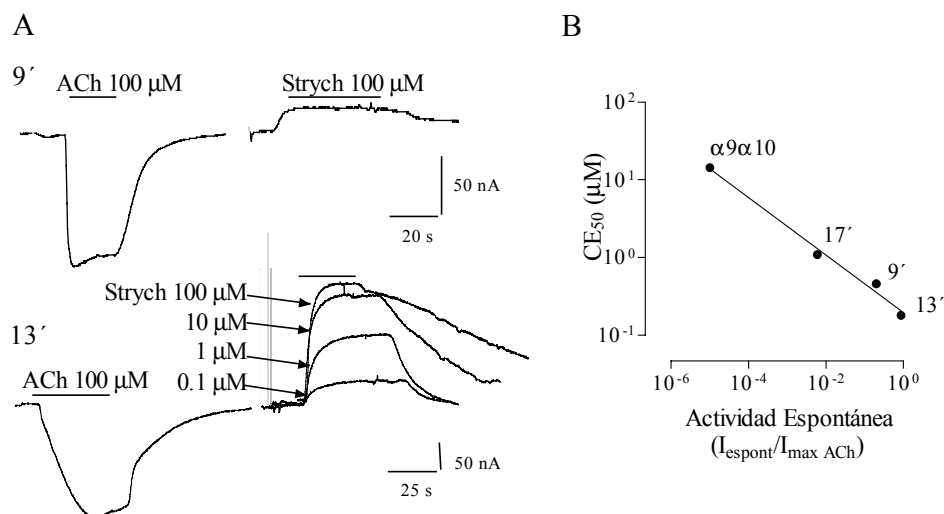 A
9´
ACh 100 μM
Strych 100 μM
50 nA
20 s
13´
ACh 100 μM
Strych 100 μM
10 μM
1 μM
0.1 μM
50 nA
25 s
B
CE50 (μM)
10^2
10^1
10^0
10^-1
α9α10
17´
9´
13´
10^-6
10^-4
10^-2
10^0
Actividad Espontánea
(Iespont/Imax ACh)